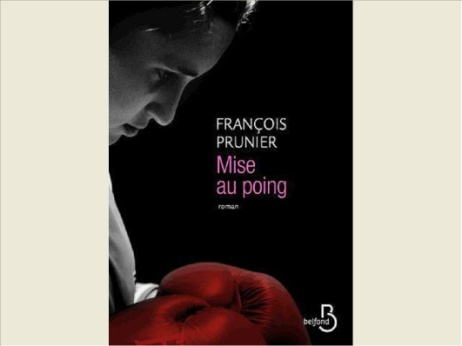 FRANÇOIS
PRUNIER
Mise
au poing
roman
belfond